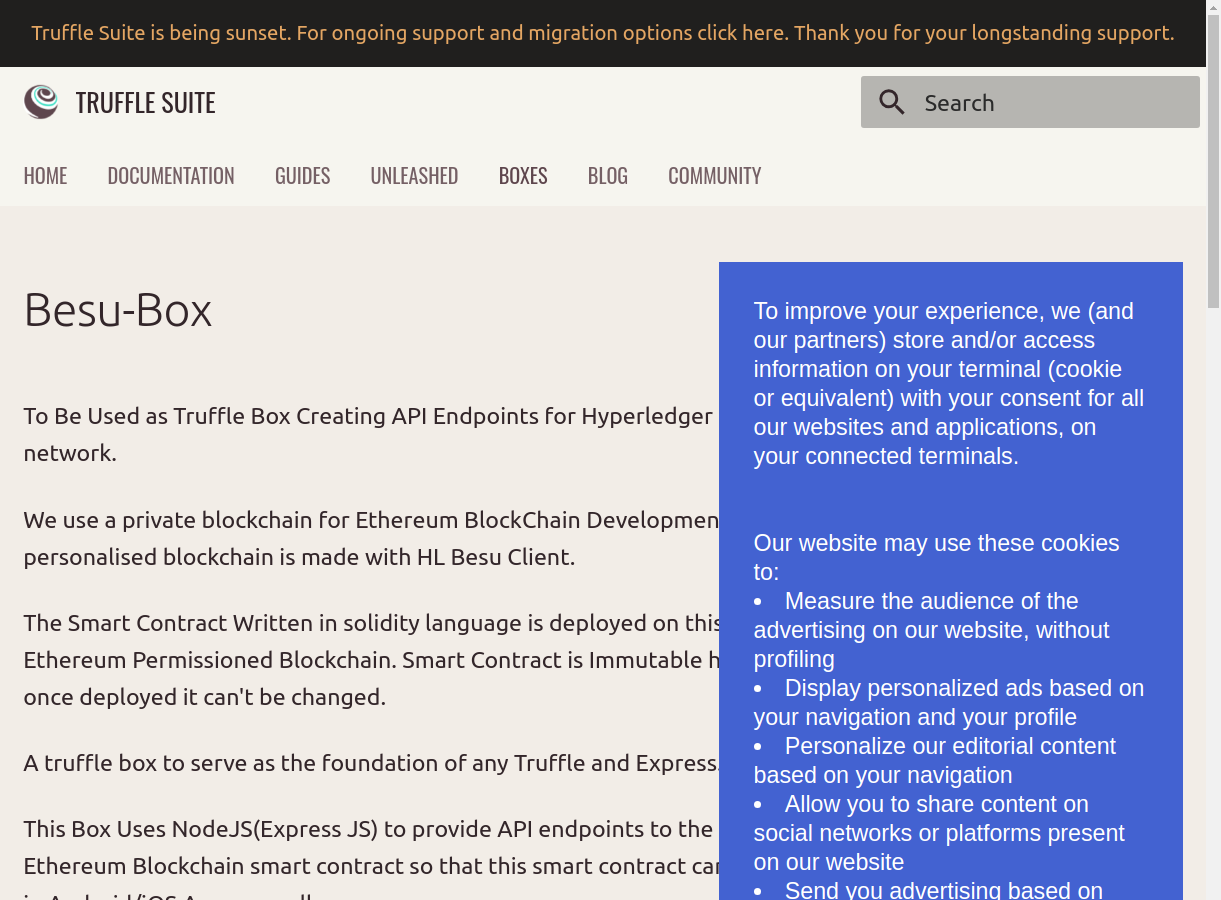 Truffle Suite is being sunset. For ongoing support and migration options click here. Thank you for your longstanding support.
TRUFFLE SUITE
Search
HOME DOCUMENTATION GUIDES UNLEASHED BOXES BLOG COMMUNITY
Besu-Box
To Be Used as Truffle Box Creating API Endpoints for Hyperledger
network.
We use a private blockchain for Ethereum BlockChain Developmen
personalised blockchain is made with HL Besu Client.
The Smart Contract Written in solidity language is deployed on this
Ethereum Permissioned Blockchain. Smart Contract is Immutable h
once deployed it can't be changed.
A truffle box to serve as the foundation of any Truffle and Express.
This Box Uses NodeJS(Express JS) to provide API endpoints to the
Ethereum Blockchain smart contract so that this smart contract car
To improve your experience, we (and
our partners) store and/or access
information on your terminal (cookie
or equivalent) with your consent for all
our websites and applications, on
your connected terminals.
Our website may use these cookies
to:
• Measure the audience of the
advertising on our website, without
profiling
• Display personalized ads based on
your navigation and your profile
• Personalize our editorial content
based on your navigation
• Allow you to share content on
social networks or platforms present
on our website
• Send you advertising based on